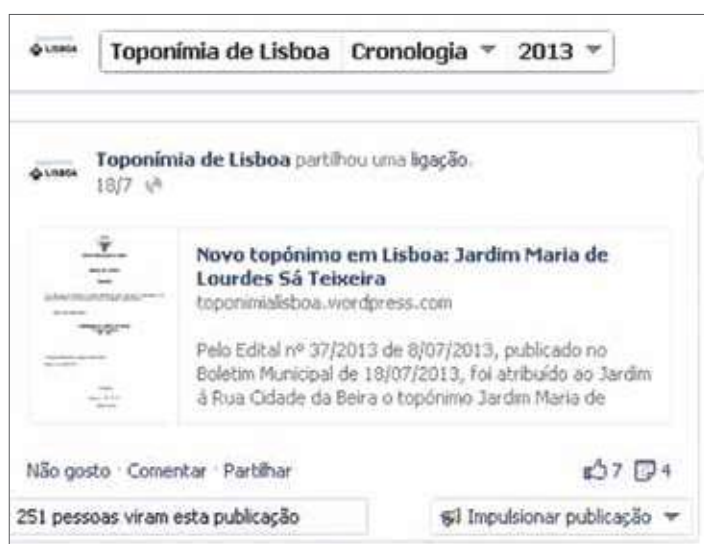 LISBOA
Toponímia de Lisboa Cronologia 2013
LISBOA
Toponímia de Lisboa partilhou uma ligação.
18/7
Novo topónimo em Lisboa: Jardim Maria de
Lourdes Sá Teixeira
toponimialisboa.wordpress.com
Pelo Edital nº 37/2013 de 8/07/2013, publicado no
Boletim Municipal de 18/07/2013, foi atribuído ao Jardim
à Rua Cidade da Beira o topónimo Jardim Maria de
Não gosto · Comentar · Partilhar 7 4
251 pessoas viram esta publicação Impulsionar publicação